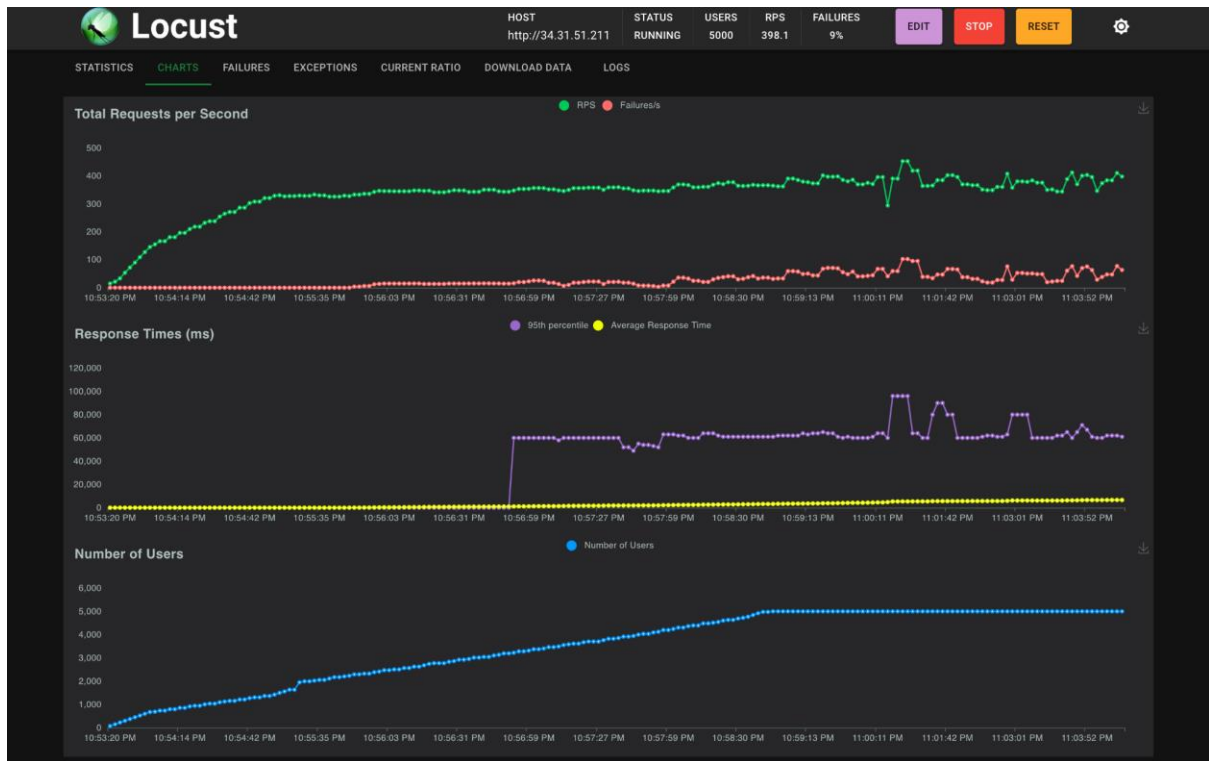 Locust
HOST
http://34.31.51.211
STATUS
RUNNING
USERS
5000
RPS
398.1
FAILURES
9%
EDIT
STOP
RESET
STATISTICS CHARTS FAILURES EXCEPTIONS CURRENT RATIO DOWNLOAD DATA LOGS
Total Requests per Second
RPS Failures/s
500
400
300
200
100
0
10:53:20 PM 10:54:14 PM 10:54:42 PM 10:55:35 PM 10:56:03 PM 10:56:31 PM 10:56:59 PM 10:57:27 PM 10:57:59 PM 10:58:30 PM 10:59:13 PM 11:00:11 PM 11:01:42 PM 11:03:01 PM 11:03:52 PM
Response Times (ms)
95th percentile Average Response Time
120,000
100,000
80,000
60,000
40,000
20,000
0
10:53:20 PM 10:54:14 PM 10:54:42 PM 10:55:35 PM 10:56:03 PM 10:56:31 PM 10:56:59 PM 10:57:27 PM 10:57:59 PM 10:58:30 PM 10:59:13 PM 11:00:11 PM 11:01:42 PM 11:03:01 PM 11:03:52 PM
Number of Users
Number of Users
6,000
5,000
4,000
3,000
2,000
1,000
0
10:53:20 PM 10:54:14 PM 10:54:42 PM 10:55:35 PM 10:56:03 PM 10:56:31 PM 10:56:59 PM 10:57:27 PM 10:57:59 PM 10:58:30 PM 10:59:13 PM 11:00:11 PM 11:01:42 PM 11:03:01 PM 11:03:52 PM